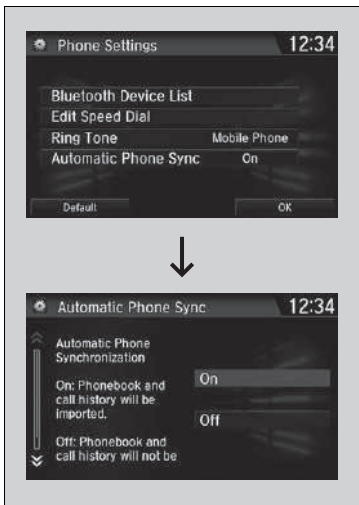 Phone Settings 12:34
Bluetooth Device List
Edit Speed Dial
Ring Tone Mobile Phone
Automatic Phone Sync On
Default OK
Automatic Phone Sync 12:34
Automatic Phone
Synchronization
On: Phonebook and
call history will be
imported.
Off: Phonebook and
call history will not be
On
Off